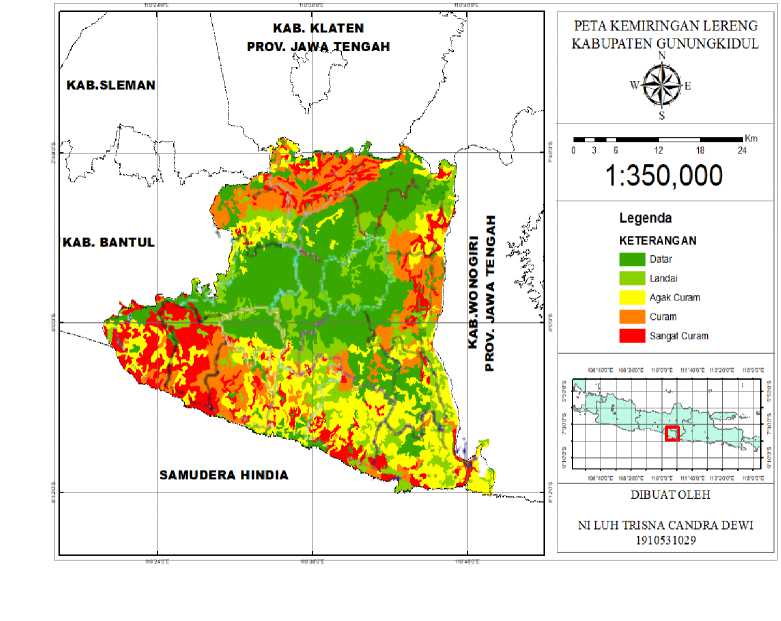 KAB. KLATEN
PROV. JAWA TENGAH
KAB.SLEMAN
KAB. BANTUL
KAB.WONOGIRI
PROV. JAWA TENGAH
SAMUDERA HINDIA
PETA KEMIRINGAN LERENG
KABUPATEN GUNUNGKIDUL
N
W E
S
Km
0 3 6 12 18 24
1:350,000
Legenda
KETERANGAN
Datar
Landai
Agak Curam
Curam
Sangat Curam
DIBUAT OLEH
NI LUH TRISNA CANDRA DEWI
1910531029